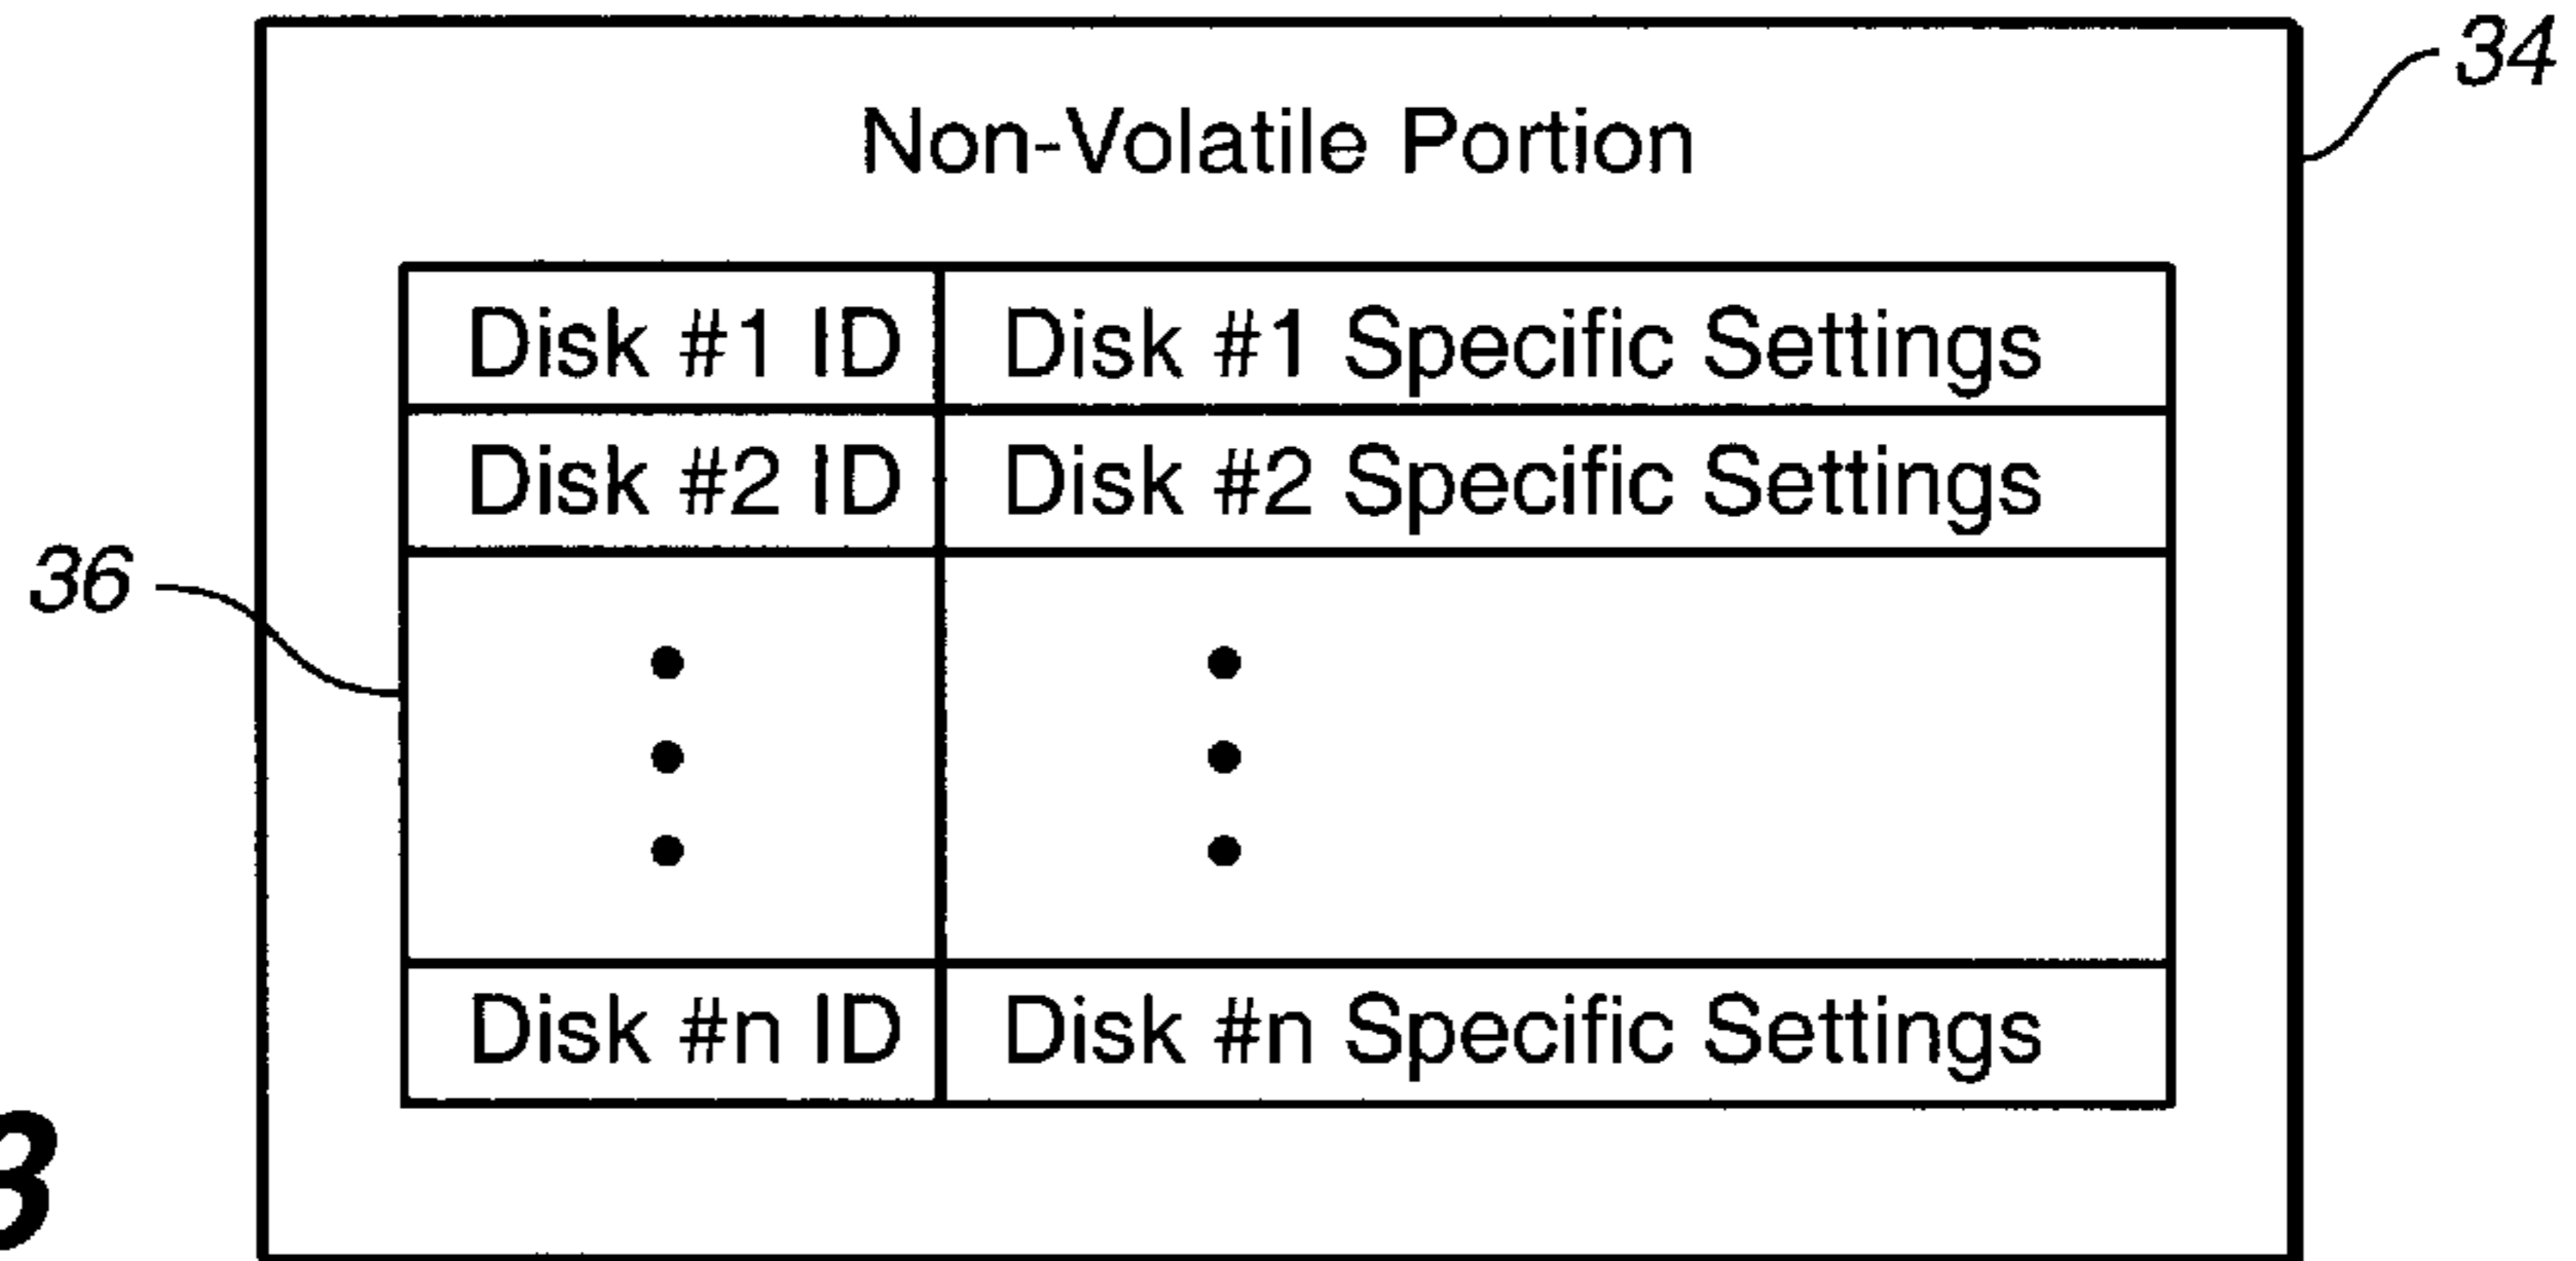 34
Non-Volatile Portion
Disk #1 ID Disk #1 Specific Settings
Disk #2 ID Disk #2 Specific Settings
36
Disk #n ID Disk #n Specific Settings
3